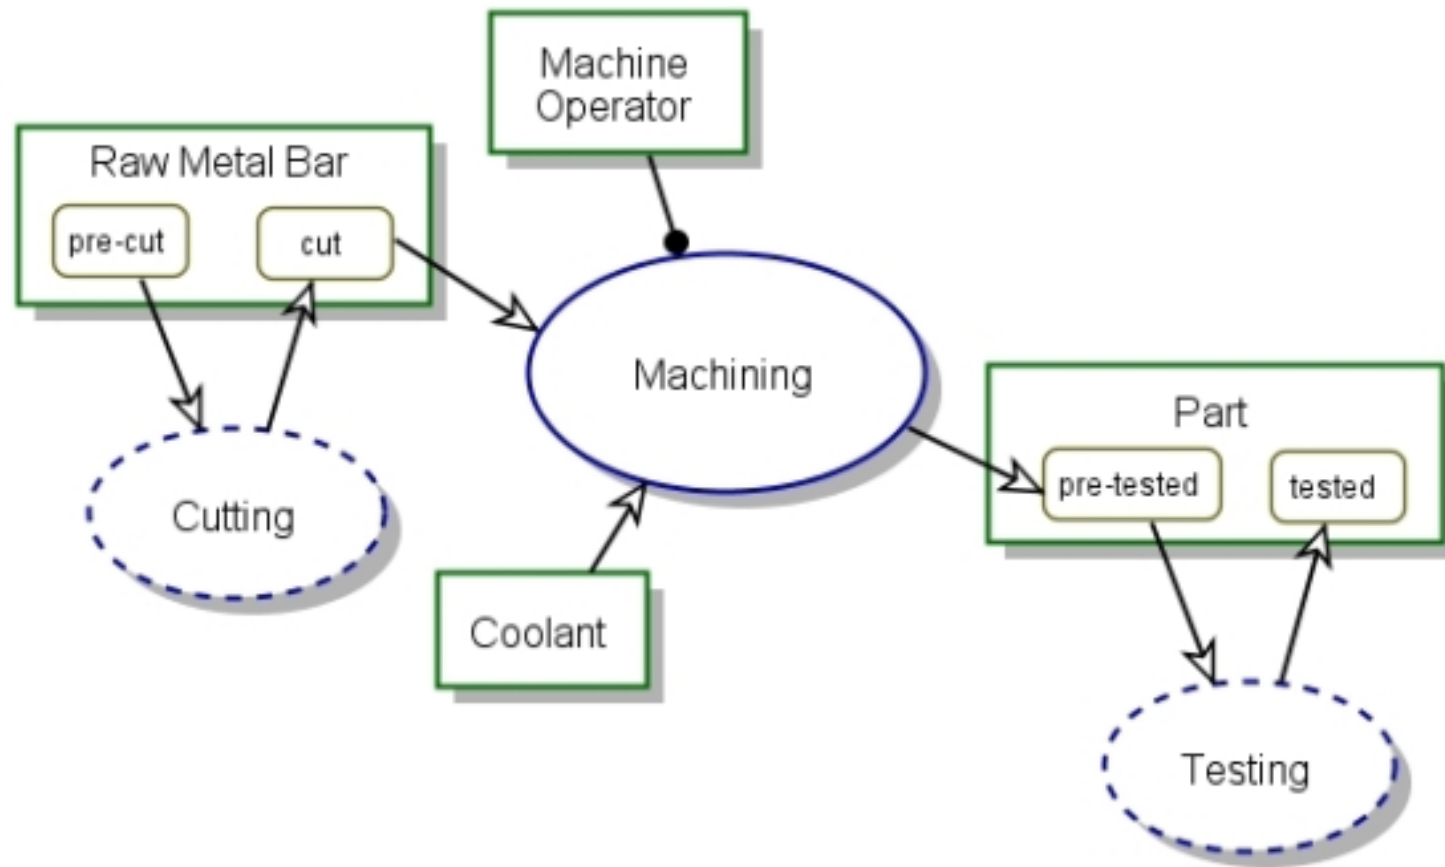 Machine
Operator
Raw Metal Bar
pre-cut
cut
Machining
Part
pre-tested
tested
Cutting
Coolant
Testing